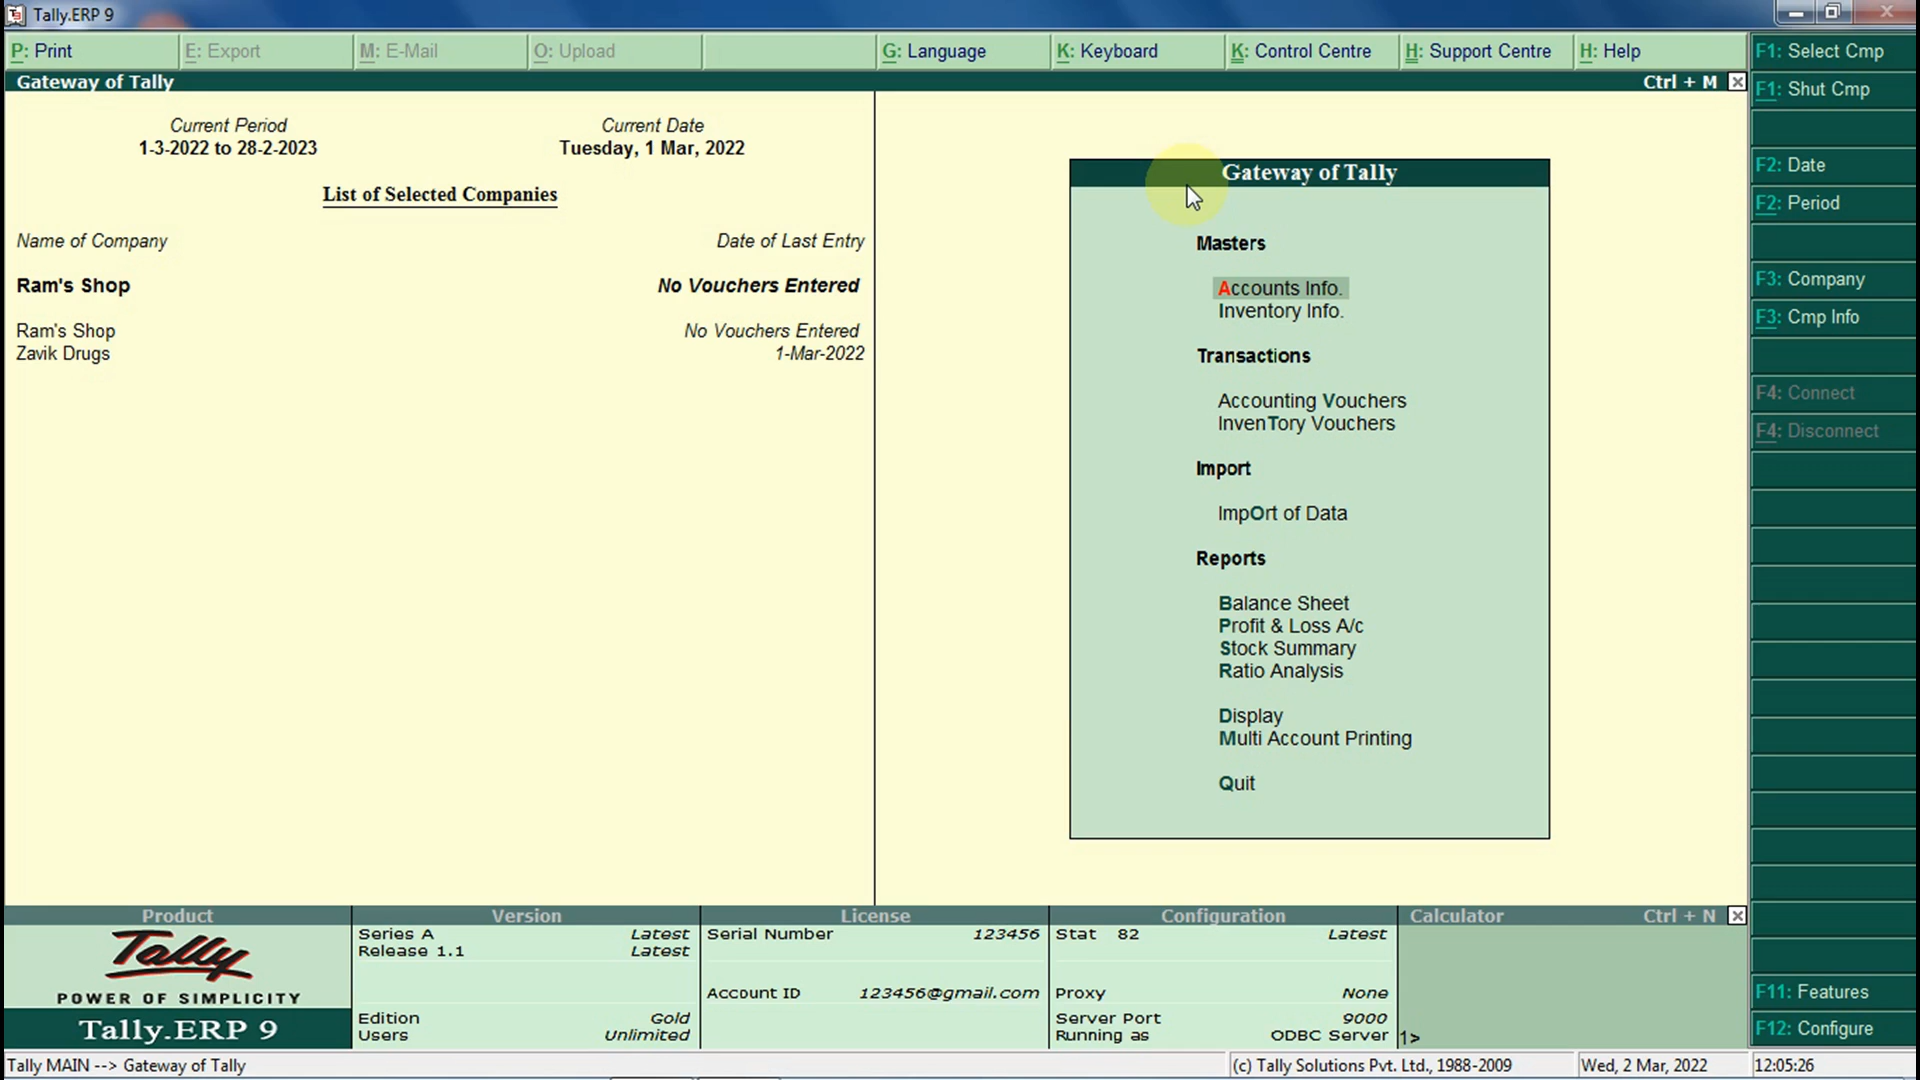 Tally.ERP 9
P: Print
E: Export
M: E-Mail
O: Upload
G: Language
K: Keyboard
K: Control Centre
H: Support Centre
H: Help
Gateway of Tally
Ctrl + M
Current Period
1-3-2022 to 28-2-2023
Current Date
Tuesday, 1 Mar, 2022
List of Selected Companies
Name of Company Date of Last Entry
Ram's Shop No Vouchers Entered
Ram's Shop No Vouchers Entered
Zavik Drugs 1-Mar-2022
Gateway of Tally
Masters
Accounts Info.
Inventory Info.
Transactions
Accounting Vouchers
InvenTory Vouchers
Import
ImpOrt of Data
Reports
Balance Sheet
Profit & Loss A/c
Stock Summary
Ratio Analysis
Display
Multi Account Printing
Quit
F1: Select Cmp
F1: Shut Cmp
F2: Date
F2: Period
F3: Company
F3: Cmp Info
F4: Connect
F4: Disconnect
F11: Features
F12: Configure
Product
Tally
POWER OF SIMPLICITY
Tally.ERP 9
Version
Series A Latest
Release 1.1 Latest
Edition Gold
Users Unlimited
License
Serial Number 123456
Account ID 123456@gmail.com
Configuration
Stat 82 Latest
Proxy None
Server Port 9000
Running as ODBC Server
Calculator Ctrl + N
1>
Tally MAIN --> Gateway of Tally
(c) Tally Solutions Pvt. Ltd., 1988-2009
Wed, 2 Mar, 2022
12:05:26